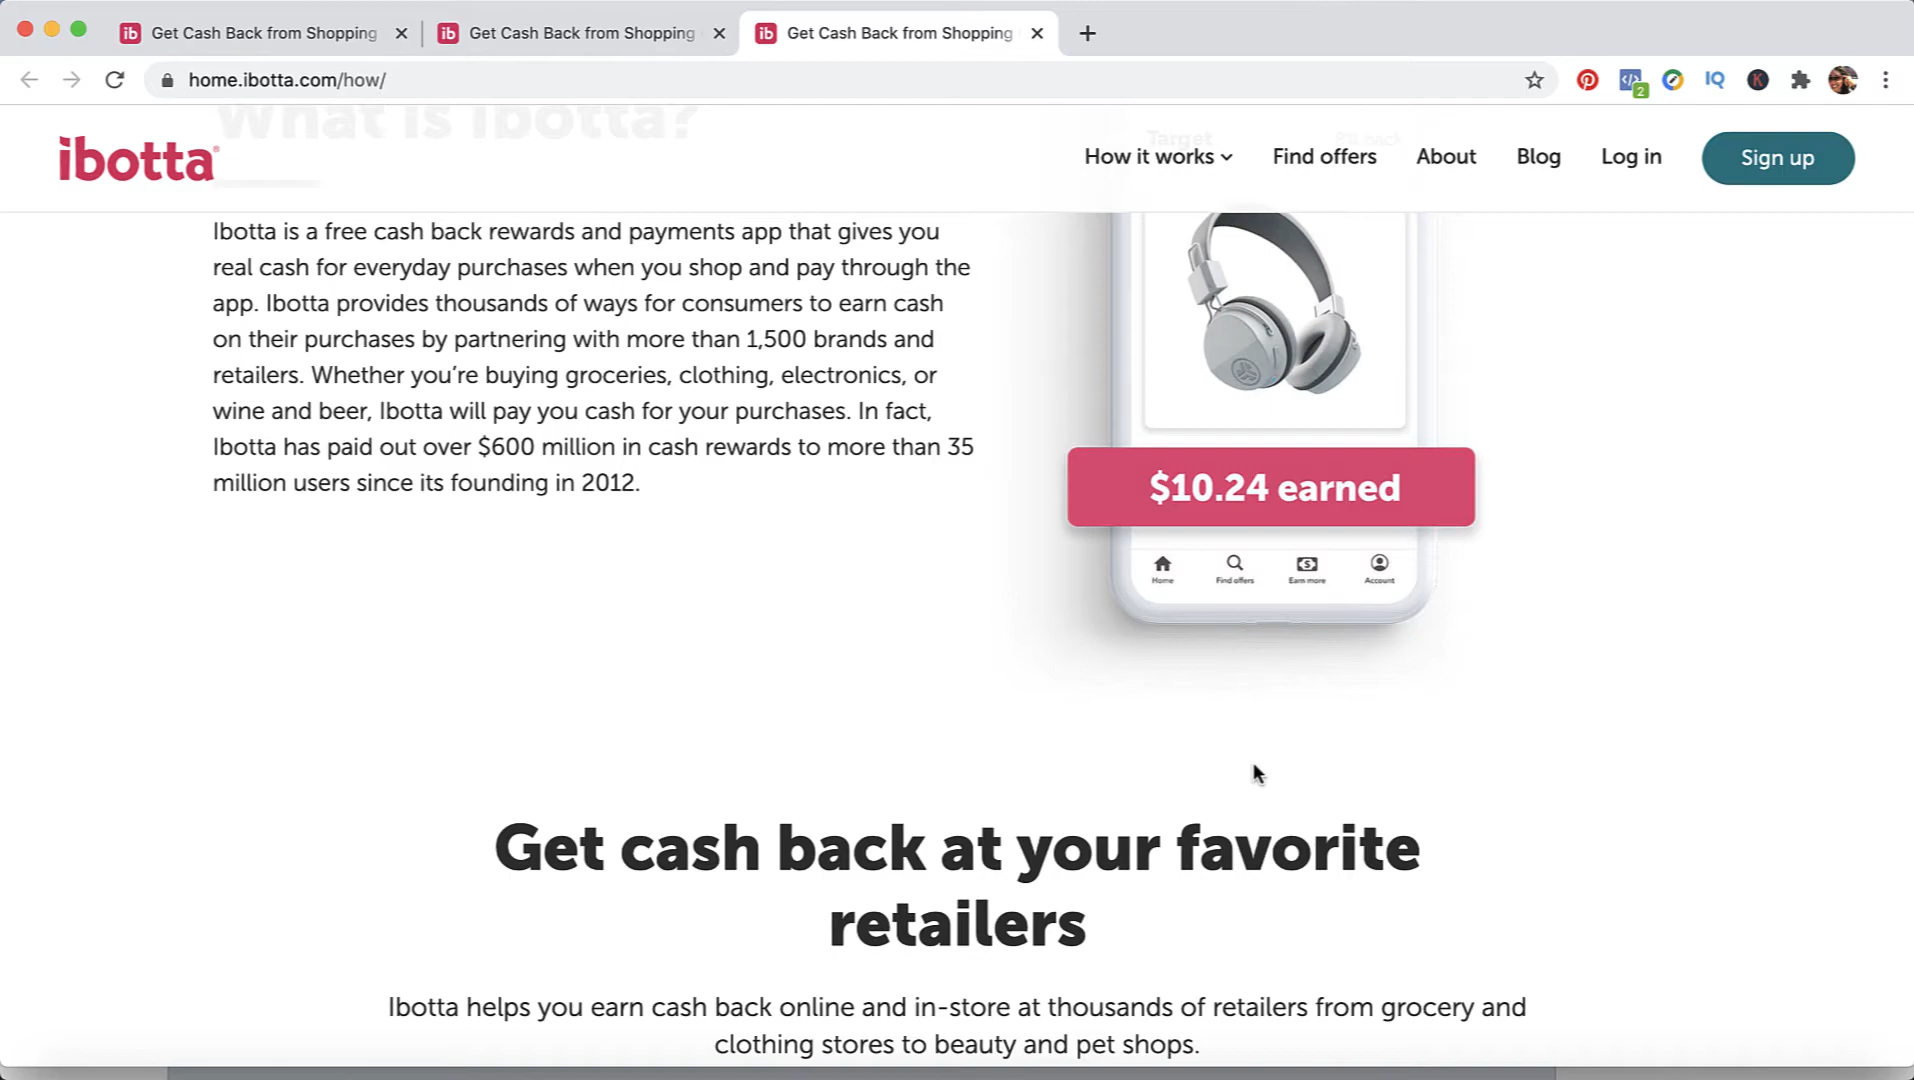 Get Cash Back from Shopping
Get Cash Back from Shopping
Get Cash Back from Shopping
home.ibotta.com/how/
IQ
K
2
What is Ibotta?
Target
ibotta
How it works
Find offers
About
Blog
Log in
Sign up
Ibotta is a free cash back rewards and payments app that gives you
real cash for everyday purchases when you shop and pay through the
app. Ibotta provides thousands of ways for consumers to earn cash
on their purchases by partnering with more than 1,500 brands and
retailers. Whether you’re buying groceries, clothing, electronics, or
wine and beer, Ibotta will pay you cash for your purchases. In fact,
Ibotta has paid out over $600 million in cash rewards to more than 35
million users since its founding in 2012.
$10.24 earned
Home
Find offers
Earn more
Account
Get cash back at your favorite
retailers
Ibotta helps you earn cash back online and in-store at thousands of retailers from grocery and
clothing stores to beauty and pet shops.